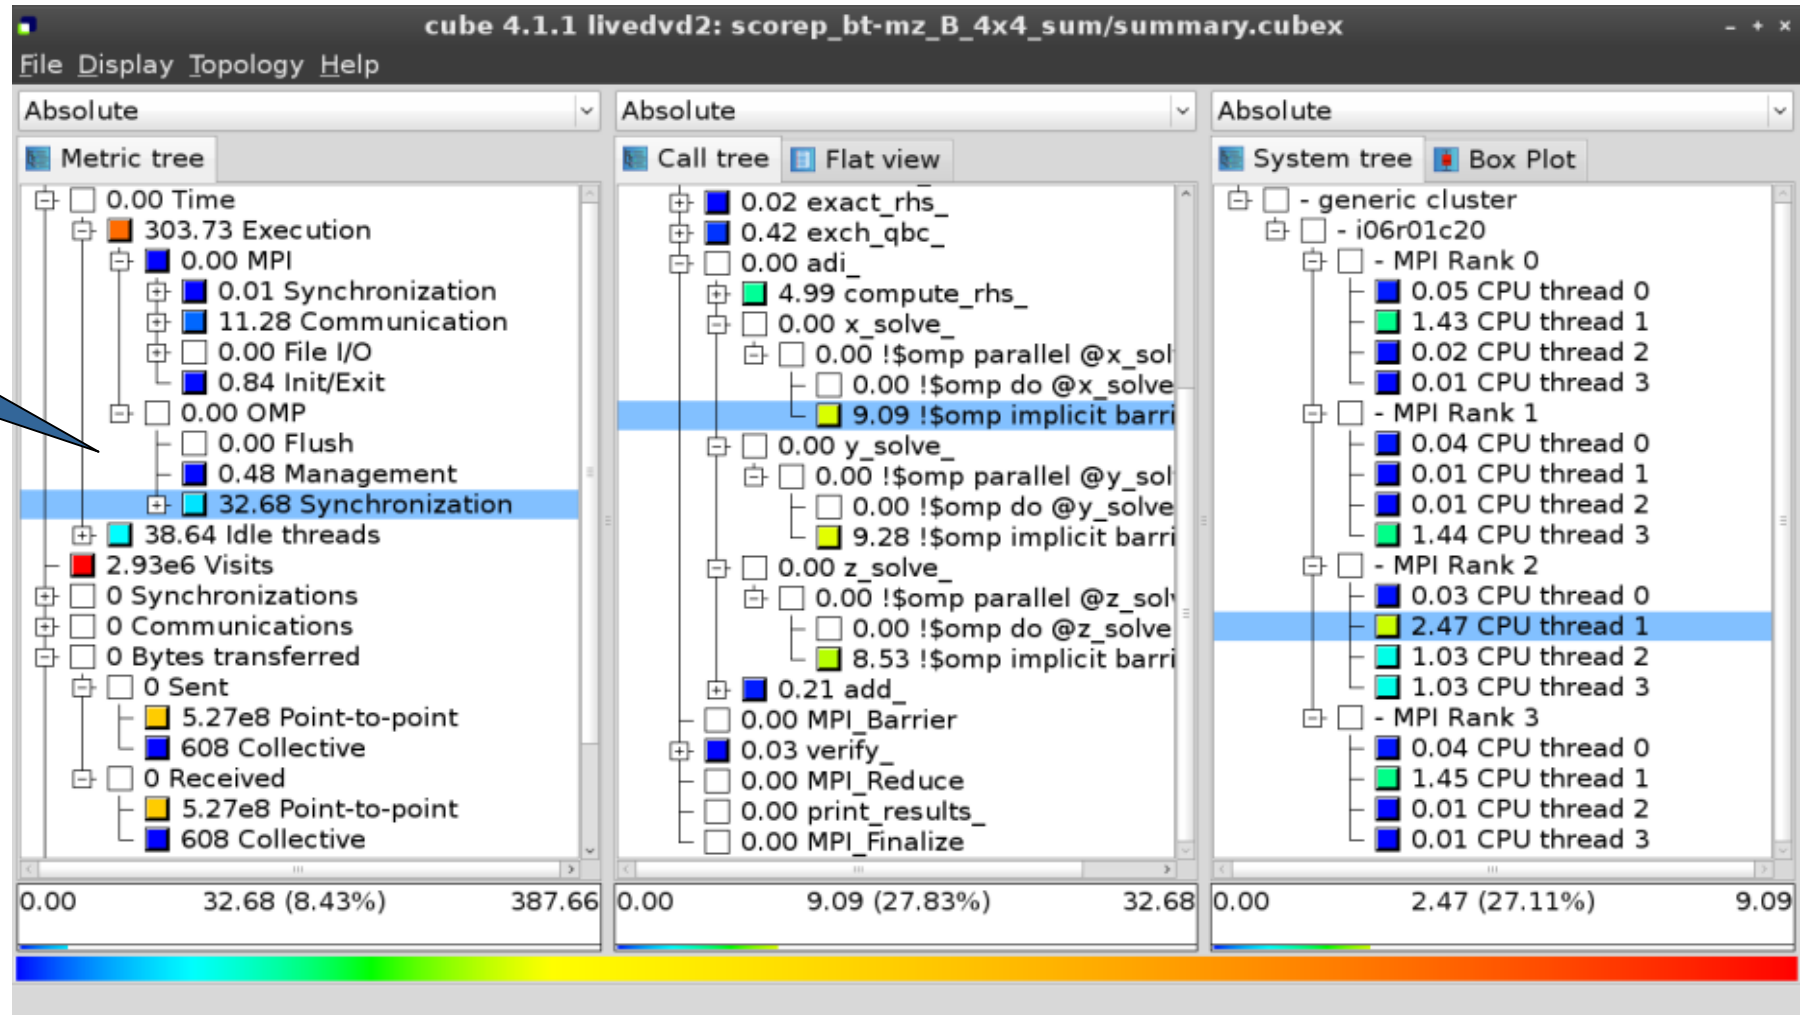 cube 4.1.1 livedvd2: scorep_bt-mz_B_4x4_sum/summary.cubex
File Display Topology Help
Absolute
Metric tree
0.00 Time
303.73 Execution
0.00 MPI
0.01 Synchronization
11.28 Communication
0.00 File I/O
0.84 Init/Exit
0.00 OMP
0.00 Flush
0.48 Management
32.68 Synchronization
38.64 Idle threads
2.93e6 Visits
0 Synchronizations
0 Communications
0 Bytes transferred
0 Sent
5.27e8 Point-to-point
608 Collective
0 Received
5.27e8 Point-to-point
608 Collective
0.00 32.68 (8.43%) 387.66
Absolute
Call tree Flat view
0.02 exact_rhs_
0.42 exch_qbc_
0.00 adi_
4.99 compute_rhs_
0.00 x_solve_
0.00 !$omp parallel @x_sol
0.00 !$omp do @x_solve
9.09 !$omp implicit barri
0.00 y_solve_
0.00 !$omp parallel @y_sol
0.00 !$omp do @y_solve
9.28 !$omp implicit barri
0.00 z_solve_
0.00 !$omp parallel @z_solv
0.00 !$omp do @z_solve
8.53 !$omp implicit barri
0.21 add_
0.00 MPI_Barrier
0.03 verify_
0.00 MPI_Reduce
0.00 print_results_
0.00 MPI_Finalize
0.00 9.09 (27.83%) 32.68
Absolute
System tree Box Plot
- generic cluster
- i06r01c20
- MPI Rank 0
0.05 CPU thread 0
1.43 CPU thread 1
0.02 CPU thread 2
0.01 CPU thread 3
- MPI Rank 1
0.04 CPU thread 0
0.01 CPU thread 1
0.01 CPU thread 2
1.44 CPU thread 3
- MPI Rank 2
0.03 CPU thread 0
2.47 CPU thread 1
1.03 CPU thread 2
1.03 CPU thread 3
- MPI Rank 3
0.04 CPU thread 0
1.45 CPU thread 1
0.01 CPU thread 2
0.01 CPU thread 3
0.00 2.47 (27.11%) 9.09